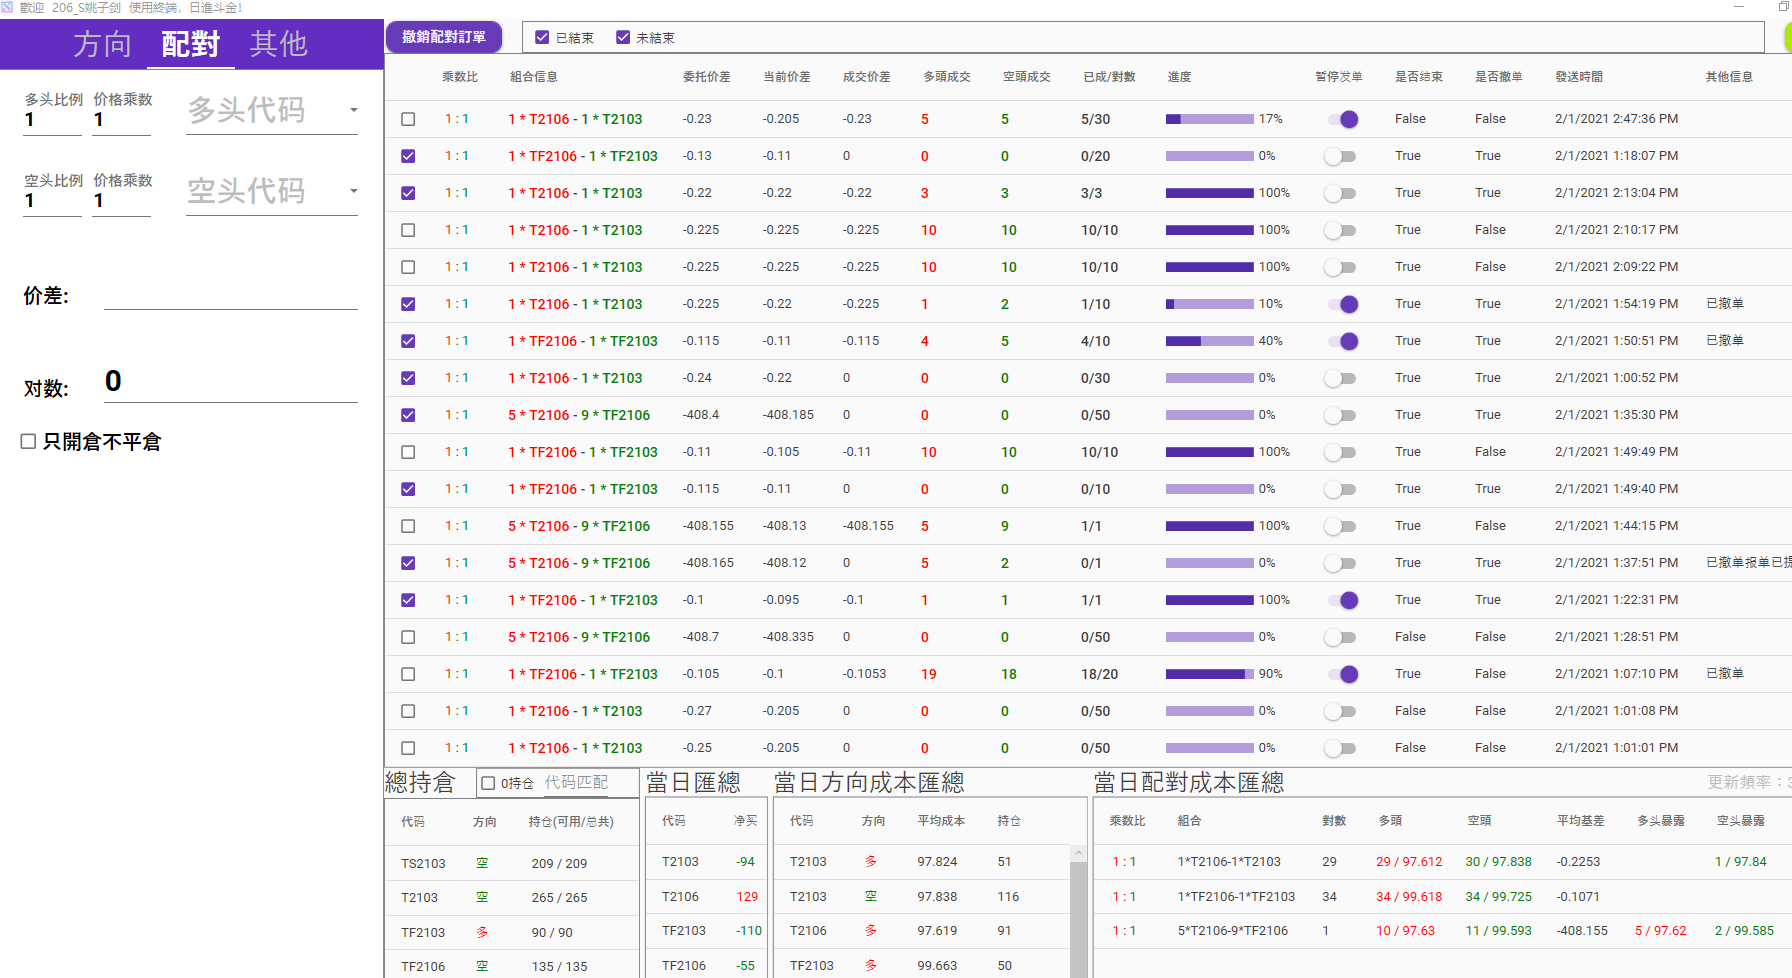 歡迎 206_S姚子剑 使用終端，日進斗金！
方向 配對 其他
撤銷配對訂單 已結束 未結束
多头比例 价格乘数 多头代码
1 1
空头比例 价格乘数 空头代码
1 1
价差:
对数: 0
只開倉不平倉
乘数比 組合信息 委托价差 当前价差 成交价差 多頭成交 空頭成交 已成/對數 進度 暂停发单 是否结束 是否撤单 發送時間 其他信息
1 : 1 1 * T2106 - 1 * T2103 -0.23 -0.205 -0.23 5 5 5/30 17% False False 2/1/2021 2:47:36 PM
1 : 1 1 * TF2106 - 1 * TF2103 -0.13 -0.11 0 0 0 0/20 0% True True 2/1/2021 1:18:07 PM
1 : 1 1 * T2106 - 1 * T2103 -0.22 -0.22 -0.22 3 3 3/3 100% True True 2/1/2021 2:13:04 PM
1 : 1 1 * T2106 - 1 * T2103 -0.225 -0.225 -0.225 10 10 10/10 100% True False 2/1/2021 2:10:17 PM
1 : 1 1 * T2106 - 1 * T2103 -0.225 -0.225 -0.225 10 10 10/10 100% True False 2/1/2021 2:09:22 PM
1 : 1 1 * T2106 - 1 * T2103 -0.225 -0.22 -0.225 1 2 1/10 10% True True 2/1/2021 1:54:19 PM 已撤单
1 : 1 1 * TF2106 - 1 * TF2103 -0.115 -0.11 -0.115 4 5 4/10 40% True True 2/1/2021 1:50:51 PM 已撤单
1 : 1 1 * T2106 - 1 * T2103 -0.24 -0.22 0 0 0 0/30 0% True True 2/1/2021 1:00:52 PM
1 : 1 5 * T2106 - 9 * TF2106 -408.4 -408.185 0 0 0 0/50 0% True True 2/1/2021 1:35:30 PM
1 : 1 1 * TF2106 - 1 * TF2103 -0.11 -0.105 -0.11 10 10 10/10 100% True False 2/1/2021 1:49:49 PM
1 : 1 1 * TF2106 - 1 * TF2103 -0.115 -0.11 0 0 0 0/10 0% True True 2/1/2021 1:49:40 PM
1 : 1 5 * T2106 - 9 * TF2106 -408.155 -408.13 -408.155 5 9 1/1 100% True False 2/1/2021 1:44:15 PM
1 : 1 5 * T2106 - 9 * TF2106 -408.165 -408.12 0 5 2 0/1 0% True True 2/1/2021 1:37:51 PM 已撤单报单已提
1 : 1 1 * TF2106 - 1 * TF2103 -0.1 -0.095 -0.1 1 1 1/1 100% True True 2/1/2021 1:22:31 PM
1 : 1 5 * T2106 - 9 * TF2106 -408.7 -408.335 0 0 0 0/50 0% False False 2/1/2021 1:28:51 PM
1 : 1 1 * TF2106 - 1 * TF2103 -0.105 -0.1 -0.1053 19 18 18/20 90% True False 2/1/2021 1:07:10 PM 已撤单
1 : 1 1 * T2106 - 1 * T2103 -0.27 -0.205 0 0 0 0/50 0% False False 2/1/2021 1:01:08 PM
1 : 1 1 * T2106 - 1 * T2103 -0.25 -0.205 0 0 0 0/50 0% False False 2/1/2021 1:01:01 PM
總持倉 0持仓 代码匹配
代码 方向 持仓(可用/总共)
TS2103 空 209 / 209
T2103 空 265 / 265
TF2103 多 90 / 90
TF2106 空 135 / 135
當日匯總
代码 净买
T2103 -94
T2106 129
TF2103 -110
TF2106 -55
當日方向成本匯總
代码 方向 平均成本 持仓
T2103 多 97.824 51
T2103 空 97.838 116
T2106 多 97.619 91
TF2103 多 99.663 50
當日配對成本匯總 更新頻率：
乘数比 組合 對數 多頭 空頭 平均基差 多头暴露 空头暴露
1 : 1 1*T2106-1*T2103 29 29 / 97.612 30 / 97.838 -0.2253 1 / 97.84
1 : 1 1*TF2106-1*TF2103 34 34 / 99.618 34 / 99.725 -0.1071
1 : 1 5*T2106-9*TF2106 1 10 / 97.63 11 / 99.593 -408.155 5 / 97.62 2 / 99.585